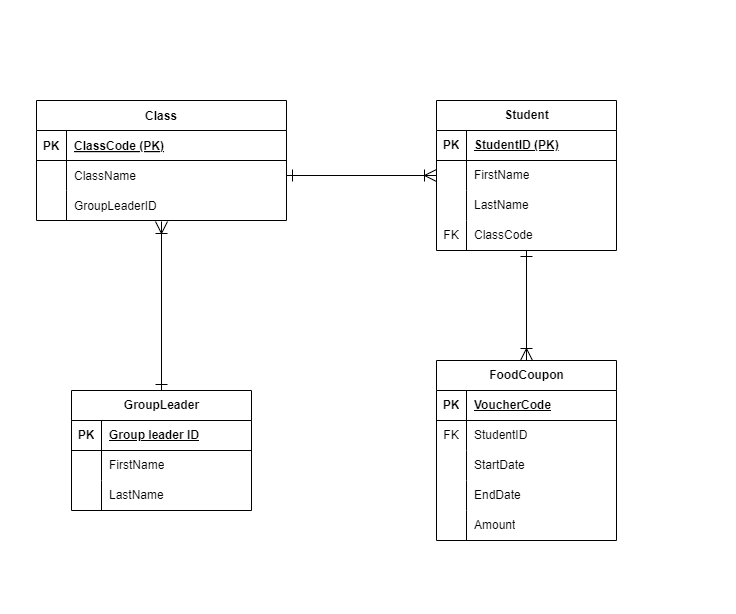 Class
PK ClassCode (PK)
ClassName
GroupLeaderID
Student
PK StudentID (PK)
FirstName
LastName
FK ClassCode
GroupLeader
PK Group leader ID
FirstName
LastName
FoodCoupon
PK VoucherCode
FK StudentID
StartDate
EndDate
Amount